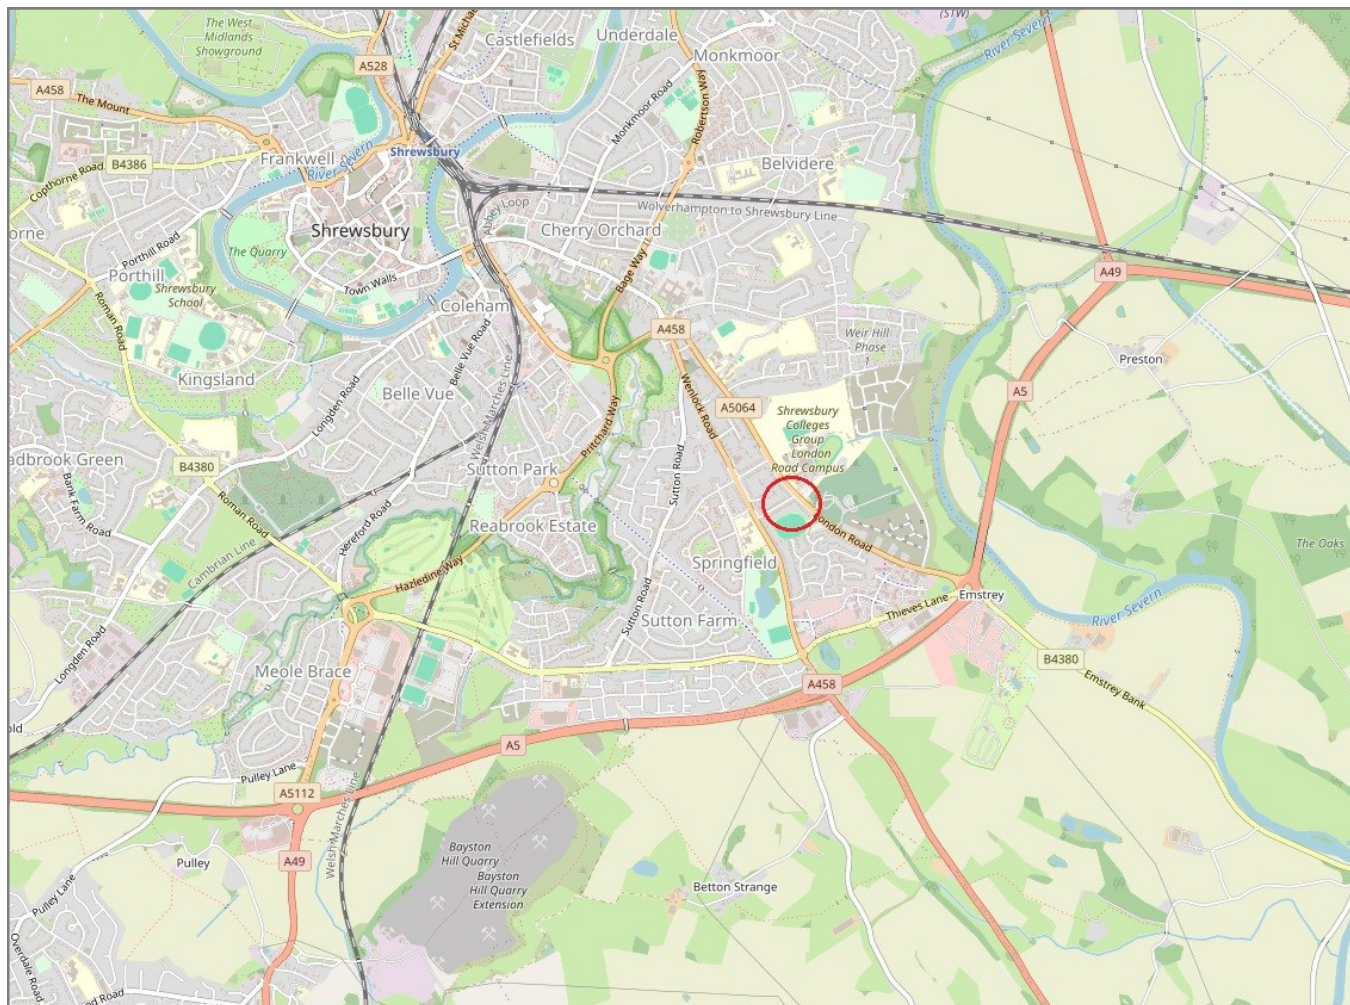 (STW)
The West
Midlands
Showground
St Michae
Castlefields
Underdale
Monkmoor
River Severn
A528
A458
The Mount
Robertson Way
Monkmoor Road
Shrewsbury
Frankwell
River Severn
B4386
Copthorne Road
Belvidere
Abbey Loop
Wolverhampton to Shrewsbury Line
orne
Shrewsbury
Cherry Orchard
Porthill Road
The Quarry
Bage Way
Porthill
Shrewsbury
School
Town Walls
A49
Coleham
Roman Road
A458
Weir Hill
Phase
1
Preston
Belle Vue Road
Kingsland
Longden Road
Belle Vue
Welsh Marches Line
Wenlock Road
A5
A5064
Pritchard Way
Shrewsbury
Colleges
Group
London
Road Campus
adbrook Green
B4380
Sutton Park
Sutton Road
Bank Farm Road
Roman Road
Reabrook Estate
London Road
Hereford Road
The Oaks
Cambrian Line
Springfield
Hazledine Way
Emstrey
Thieves Lane
River Severn
Sutton Road
Sutton Farm
Longden Road
Meole Brace
B4380
A458
Emstrey Bank
old
A5
Pulley Lane
A5112
Welsh Marches Line
Bayston
Hill Quarry
Bayston
Hill Quarry
Extension
Pulley
A49
Betton Strange
Pulley Lane
Overdale Road
od Road